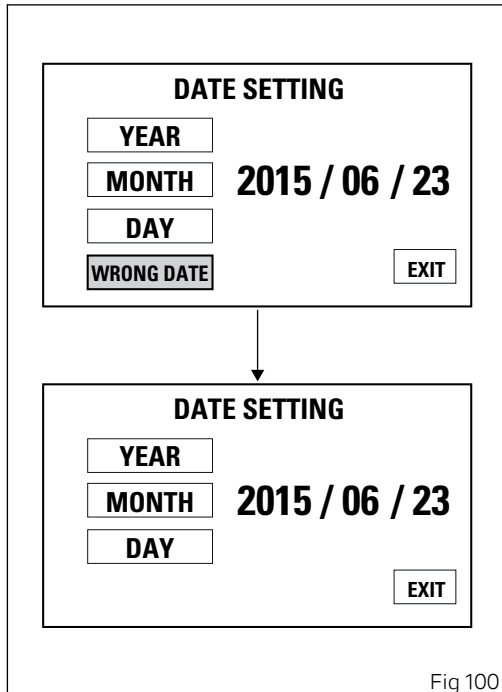 DATE SETTING
YEAR
MONTH 2015 / 06 / 23
DAY
WRONG DATE EXIT
DATE SETTING
YEAR
MONTH 2015 / 06 / 23
DAY
EXIT
Fig 100